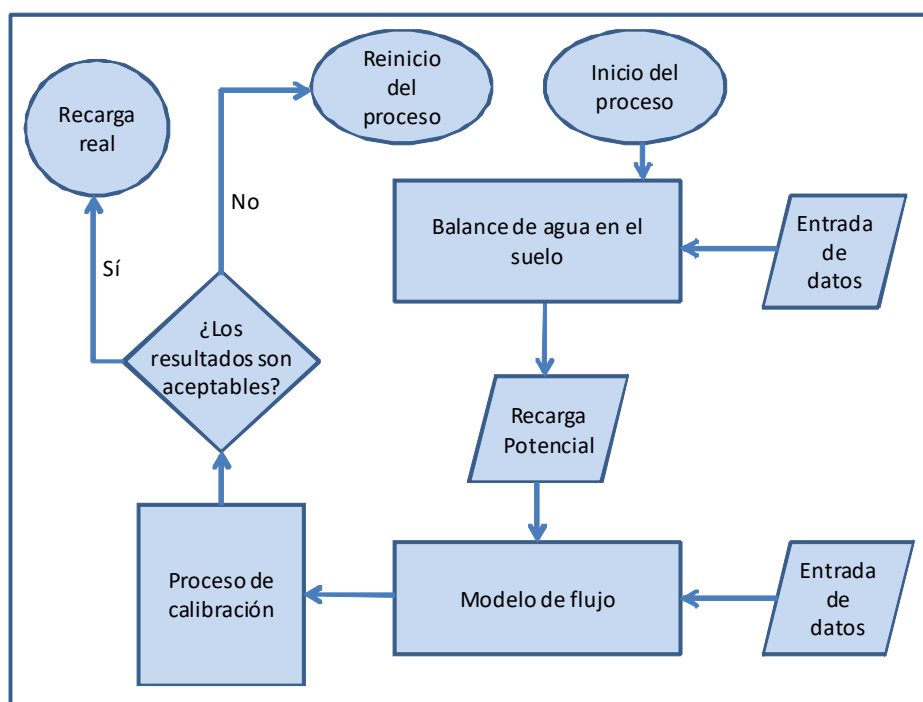 Reinicio
del
proceso
Inicio del
proceso
Recarga
real
No
Sí
Balance de agua en el
suelo
Entrada
de
datos
¿Los
resultados son
aceptables?
Recarga
Potencial
Proceso de
calibración
Modelo de flujo
Entrada
de
datos